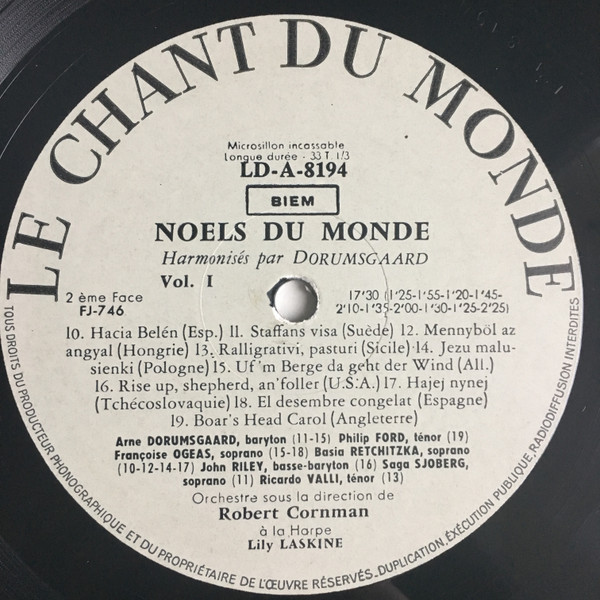 LE CHANT DU MONDE
Microsillon incassable
Longue durée - 33 T. 1/3
LD-A-8194
BIEM
NOELS DU MONDE
Harmonisés par DORUMSGAARD
Vol. I
2 ème Face
FJ-746
17'30 (1'25-1'55-1'20-1'45-
2'10-1'35-2'00-1'30-1'25-2'25)
10. Hacia Belén (Esp.) 11. Staffans visa (Suède) 12. Mennyböl az
angyal (Hongrie) 13. Ralligrativi, pasturi (Sicile) 14. Jezu malu-
sienki (Pologne) 15. Uf'm Berge da geht der Wind (All.)
16. Rise up, shepherd, an'foller (U.S.A.) 17. Hajej nynej
(Tchécoslovaquie) 18. El desembre congelat (Espagne)
19. Boar's Head Carol (Angleterre)
Arne DORUMSGAARD, baryton (11-15) Philip FORD, ténor (19)
Françoise OGEAS, soprano (15-18) Basia RETCHITZKA, soprano
(10-12-14-17) John RILEY, basse-baryton (16) Saga SJOBERG,
soprano (11) Ricardo VALLI, ténor (13)
Orchestre sous la direction de
Robert Cornman
à la Harpe
Lily LASKINE
TOUS DROITS DU PRODUCTEUR PHONOGRAPHIQUE ET DU PROPRIÉTAIRE DE L'ŒUVRE RÉSERVÉS_DUPLICATION, EXÉCUTION PUBLIQUE, RADIODIFFUSION INTERDITES